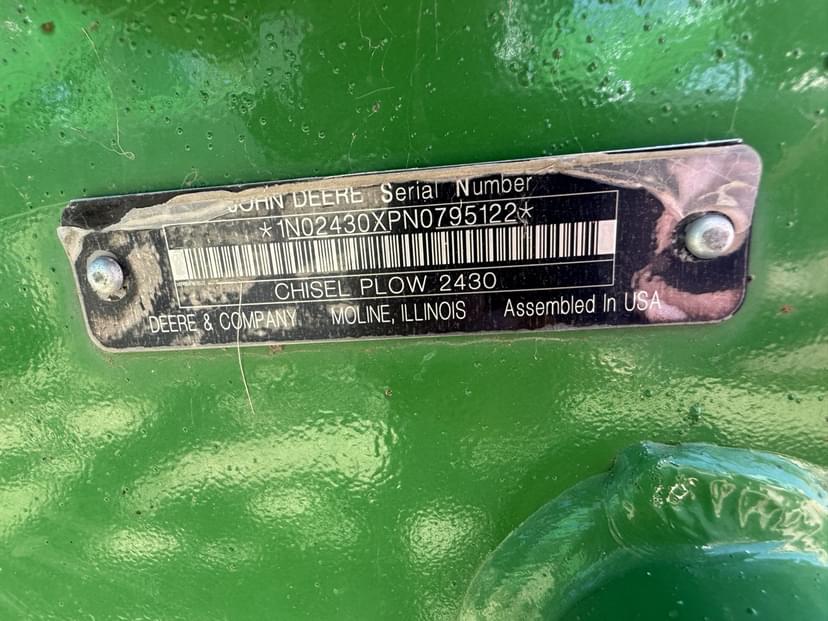 JOHN DEERE Serial Number
*1N02430XPN0795122*
CHISEL PLOW 2430
DEERE & COMPANY MOLINE, ILLINOIS Assembled In USA